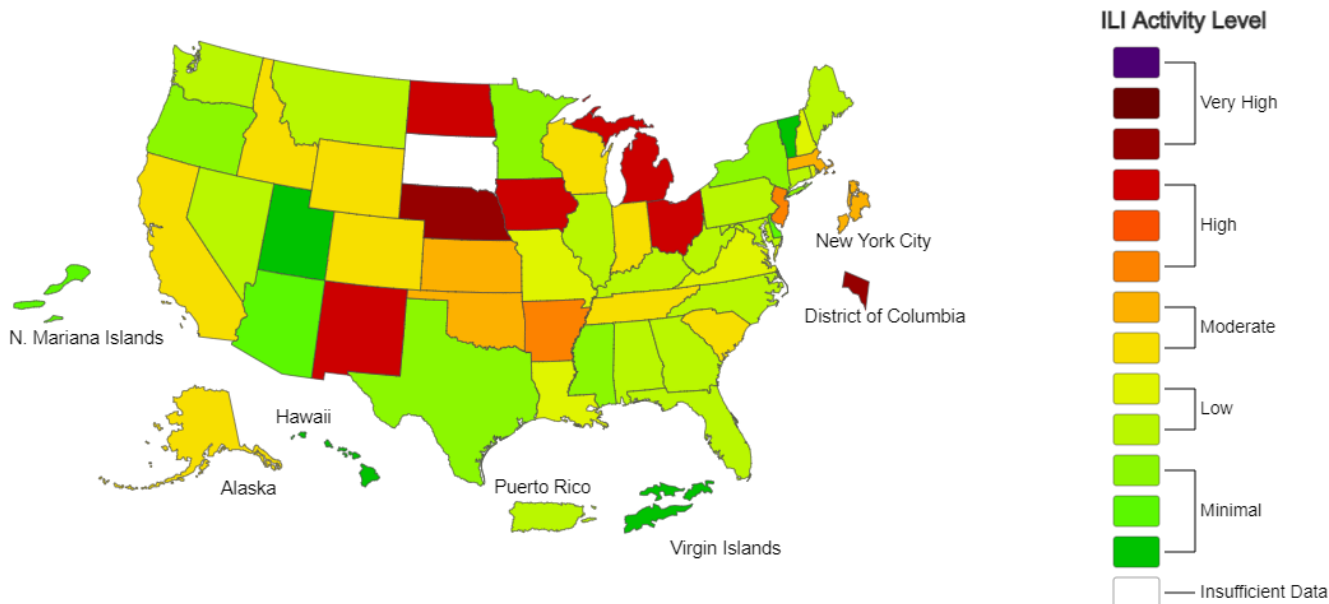 ILI Activity Level
Very High
High
New York City
District of Columbia
Moderate
N. Mariana Islands
Low
Hawaii
Alaska
Puerto Rico
Minimal
Virgin Islands
Insufficient Data